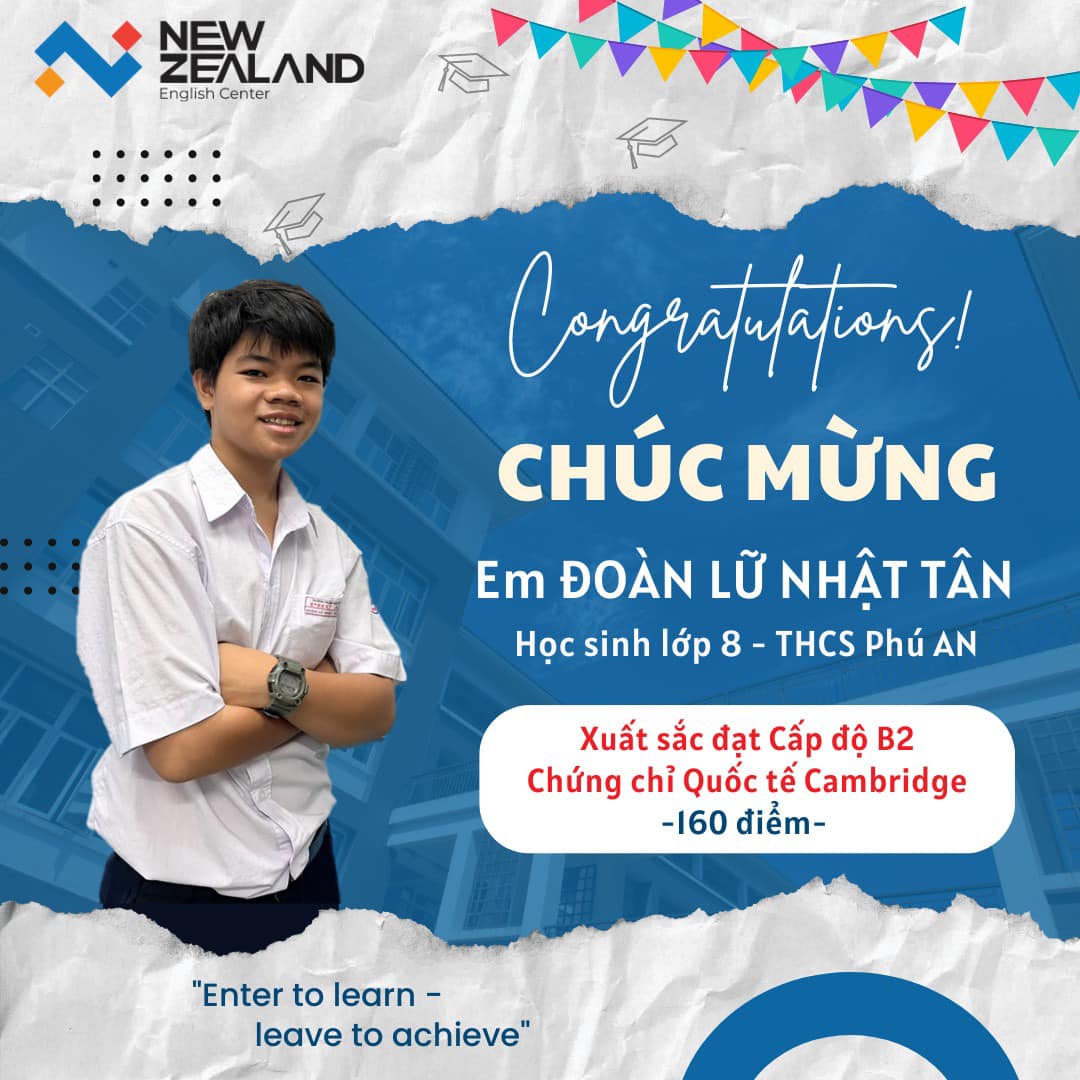 NEW
ZEALAND
English Center
Congratulations!
CHÚC MỪNG
Em ĐOÀN LỮ NHẬT TÂN
Học sinh lớp 8 - THCS Phú AN
Xuất sắc đạt Cấp độ B2
Chứng chỉ Quốc tế Cambridge
-160 điểm-
"Enter to learn -
leave to achieve"